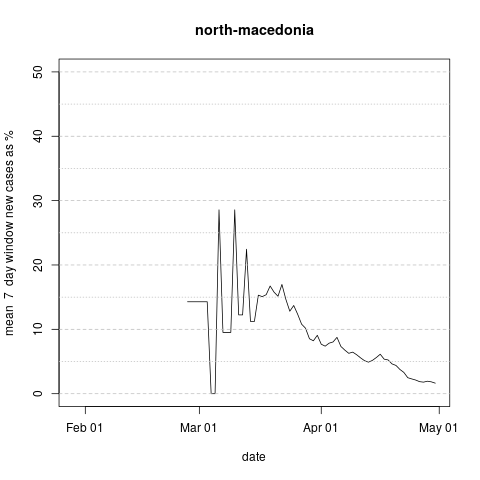 north-macedonia
mean  7  day window new cases as %
50
40
30
20
10
0
Feb 01
Mar 01
Apr 01
May 01
date